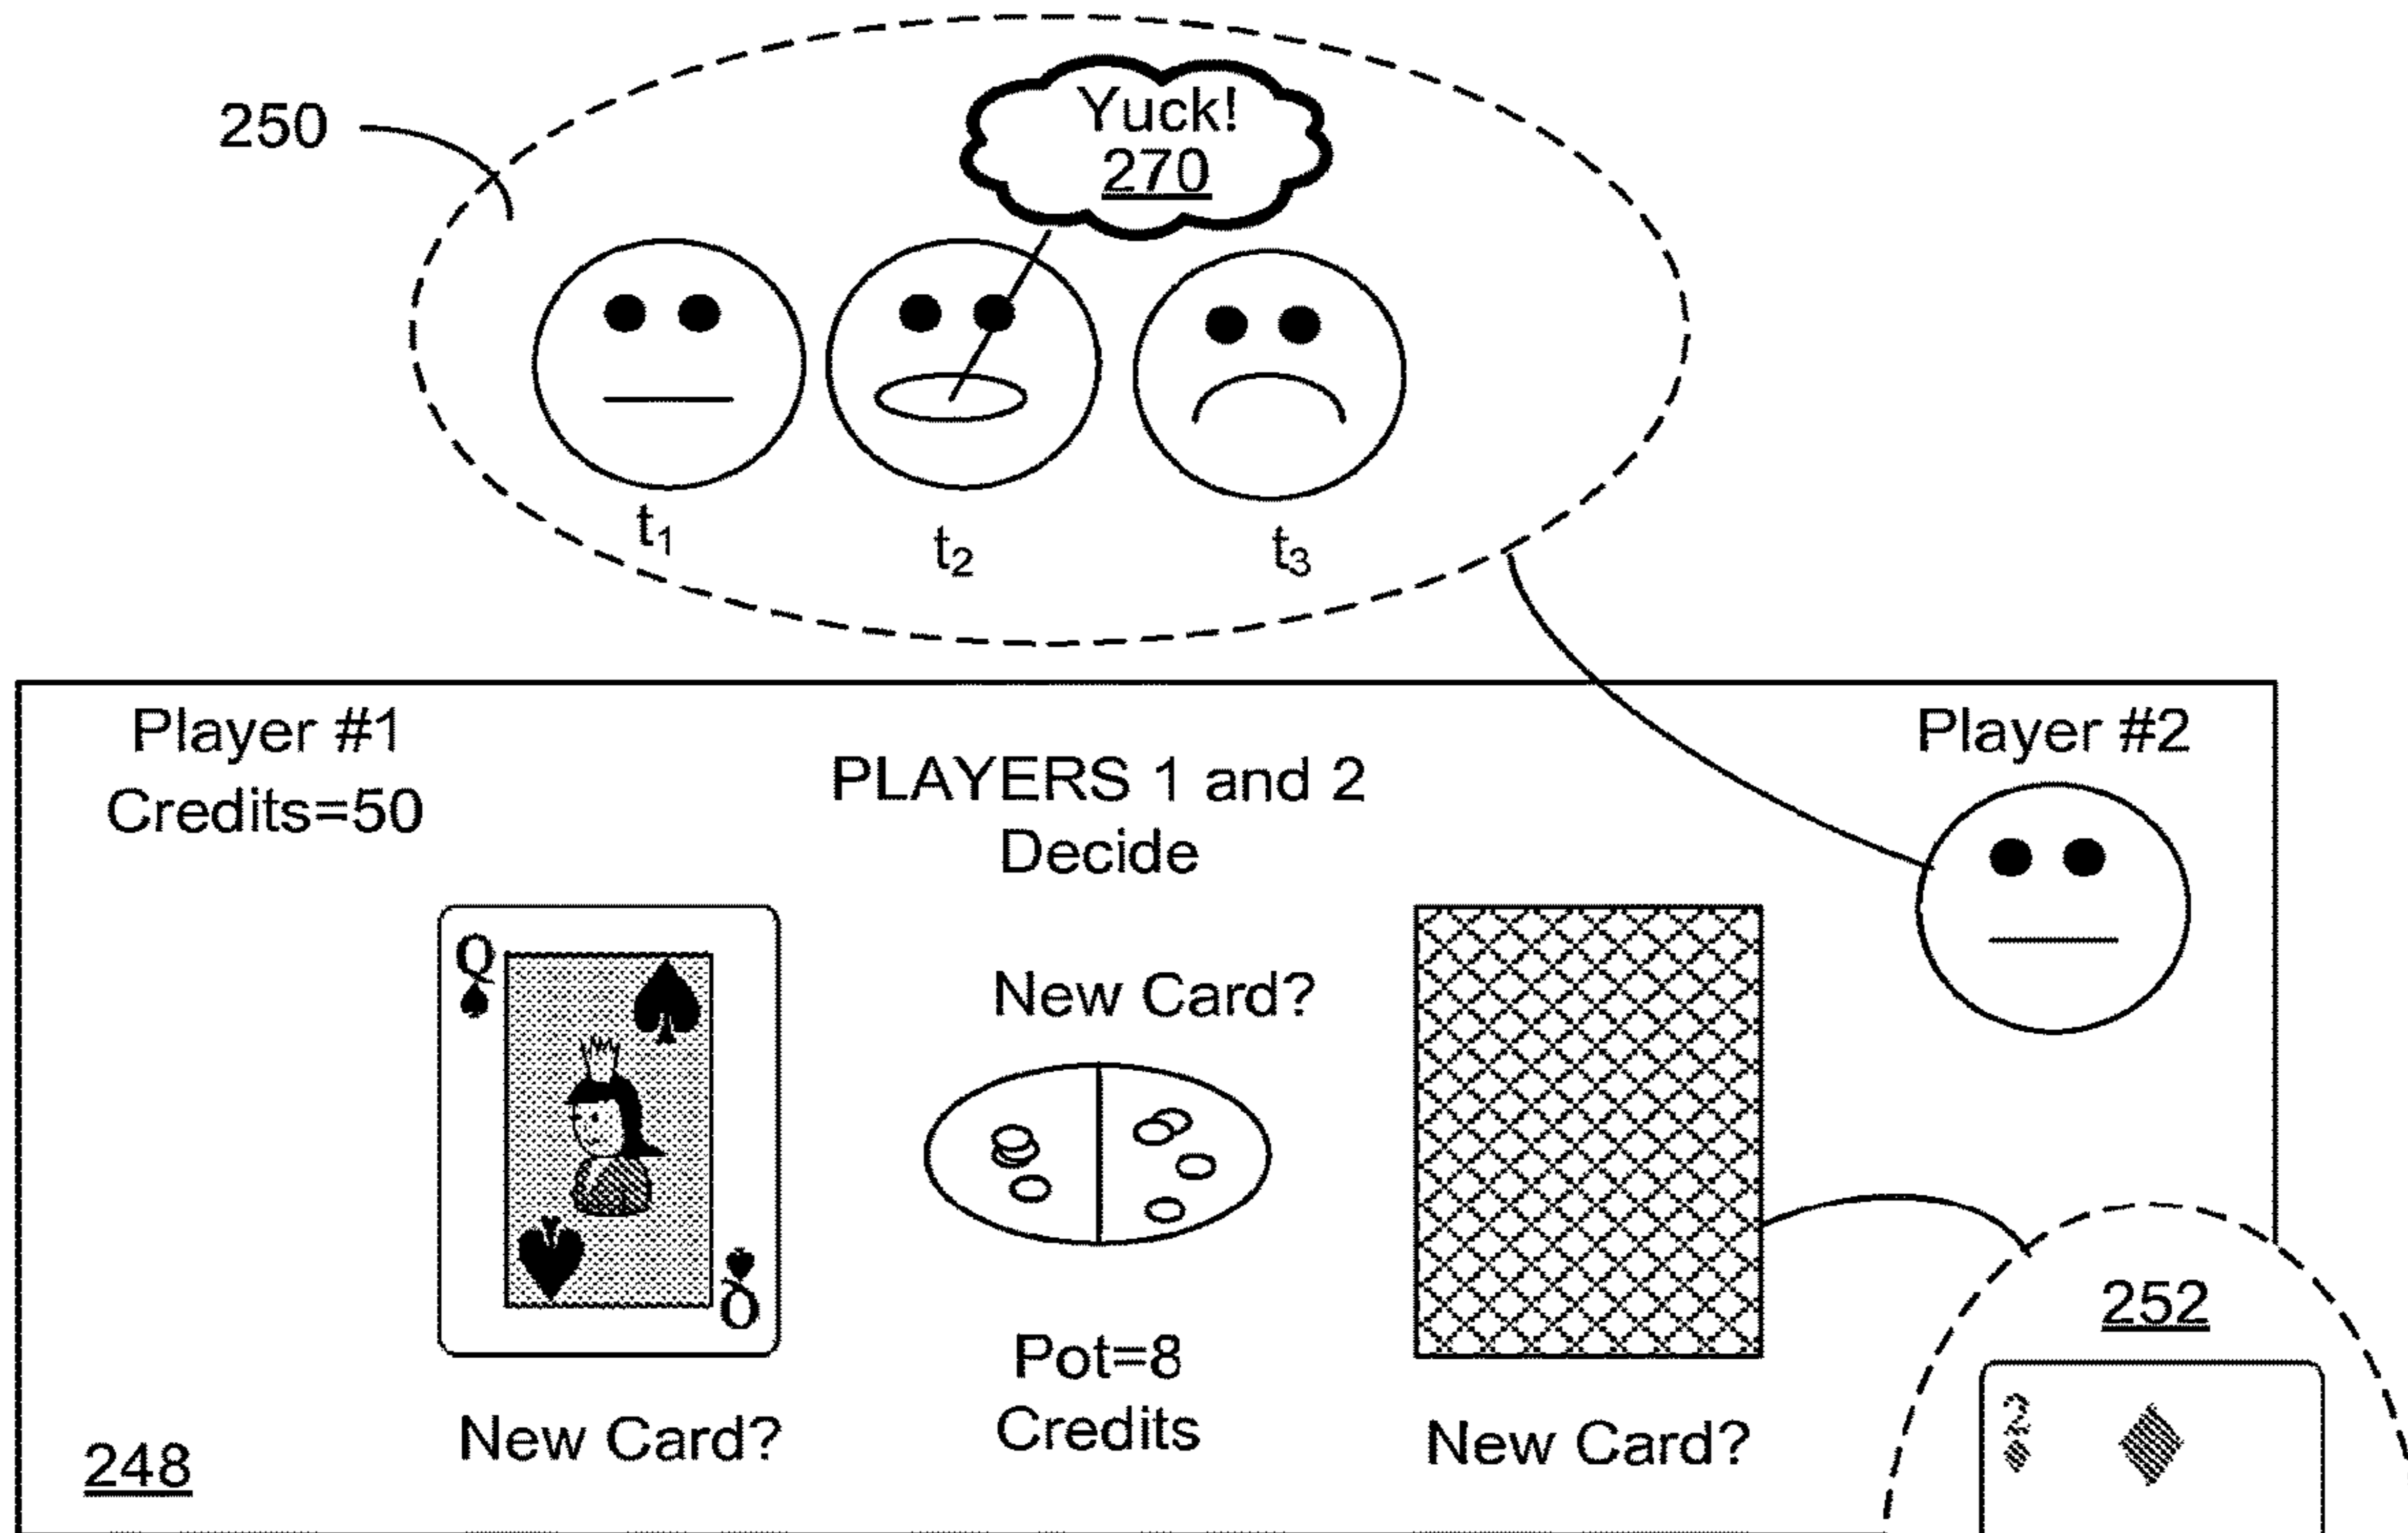 Yuck!
270
250
t1
t2
t3
Player #1
Credits=50
PLAYERS 1 and 2
Decide
Player #2
Q
New Card?
Q
Pot=8
Credits
New Card?
New Card?
252
2
248